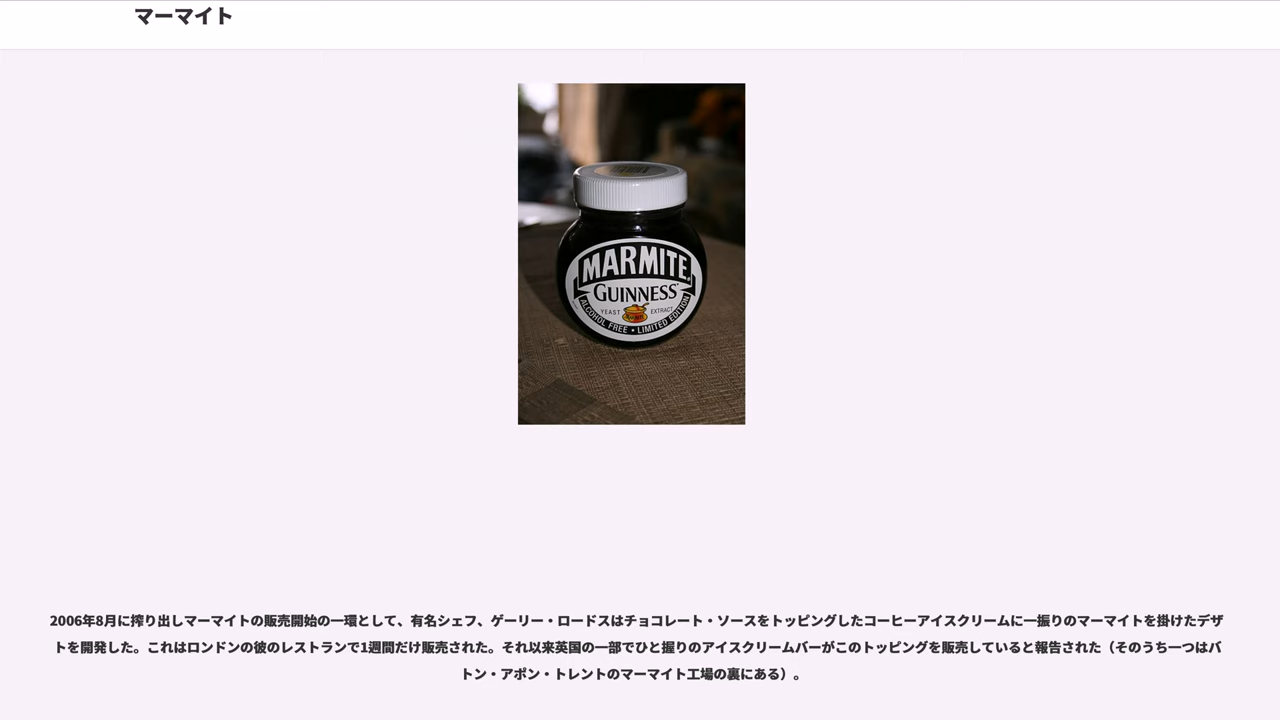 マーマイト
MARMITE
GUINNESS
YEAST EXTRACT
ALCOHOL FREE • LIMITED EDITION
2006年8月に搾り出しマーマイトの販売開始の一環として、有名シェフ、ゲーリー・ロードスはチョコレート・ソースをトッピングしたコーヒーアイスクリームに一振りのマーマイトを掛けたデザ
トを開発した。これはロンドンの彼のレストランで1週間だけ販売された。それ以来英国の一部でひと握りのアイスクリームバーがこのトッピングを販売していると報告された（そのうち一つはバ
トン・アポン・トレントのマーマイト工場の裏にある）。